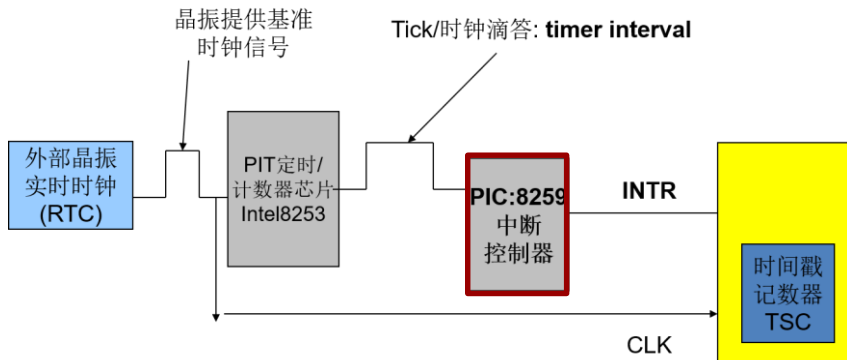 晶振提供基准
时钟信号
Tick/时钟滴答: timer interval
外部晶振
实时时钟
(RTC)
PIT定时/
计数器芯片
Intel8253
PIC:8259
中断
控制器
INTR
时间戳
记数器
TSC
CLK